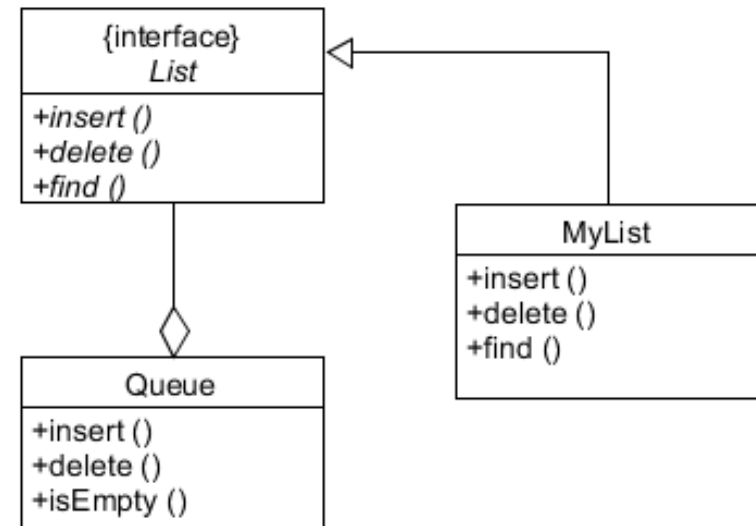 {interface}
List
+insert ()
+delete ()
+find ()
MyList
+insert ()
+delete ()
+find ()
Queue
+insert ()
+delete ()
+isEmpty ()